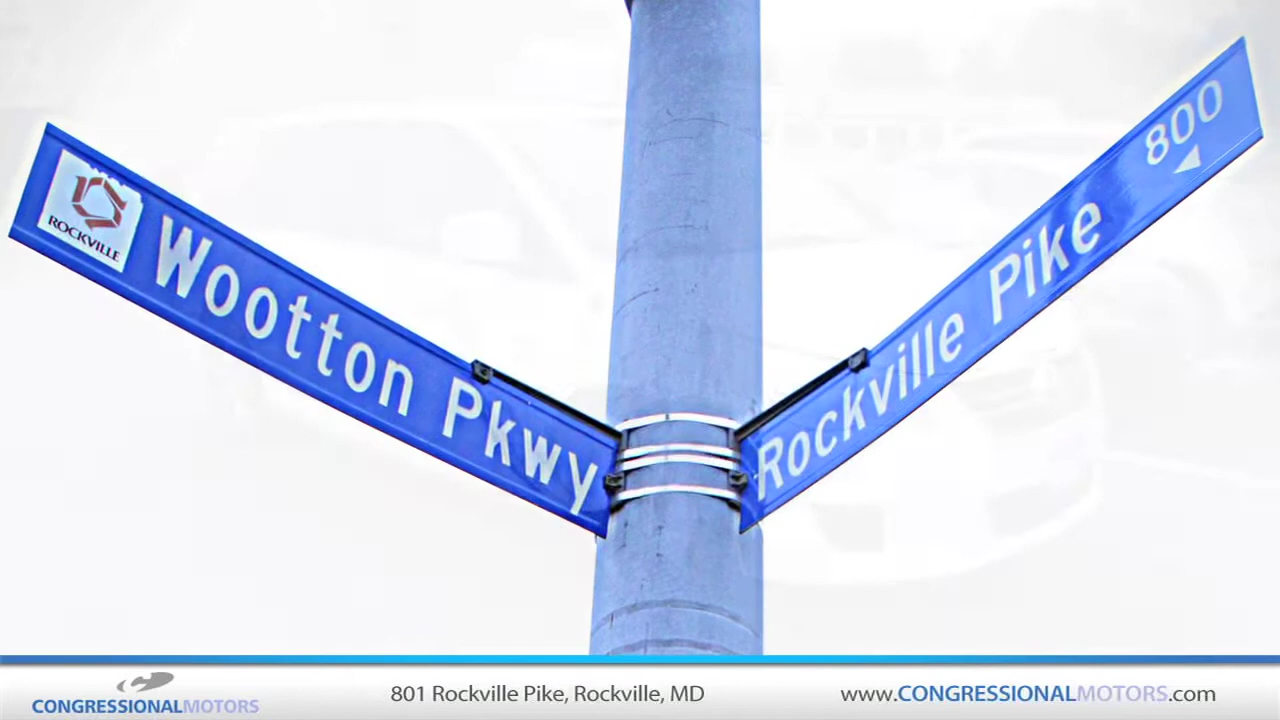 ROCKVILLE
Wootton Pkwy
800
Rockville Pike
CONGRESSIONALMOTORS
801 Rockville Pike, Rockville, MD
www.CONGRESSIONALMOTORS.com